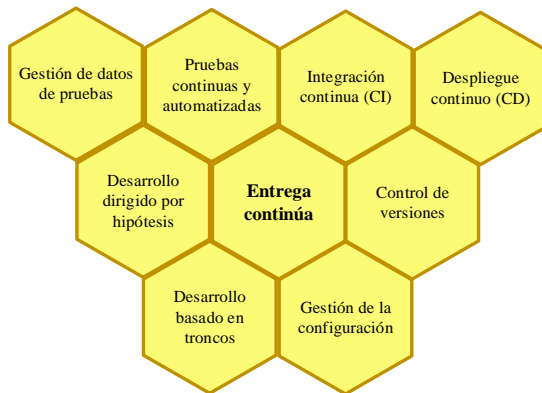 Gestión de datos
de pruebas
Pruebas
continuas y
automatizadas
Integración
continua (CI)
Despliegue
continuo (CD)
Desarrollo
dirigido por
hipótesis
Entrega
continúa
Control de
versiones
Desarrollo
basado en
troncos
Gestión de la
configuración